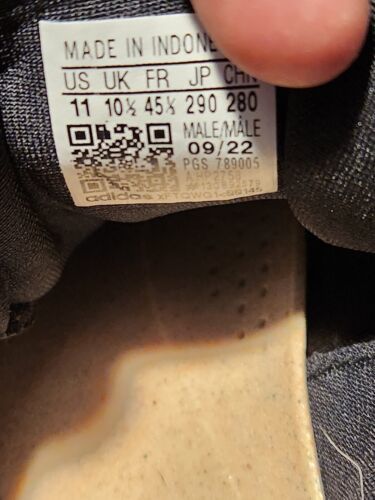 MADE IN INDONE
US UK FR JP CHN
11 10½ 45⅓ 290 280
MALE/MÂLE
09/22
PGS 789005
adidas